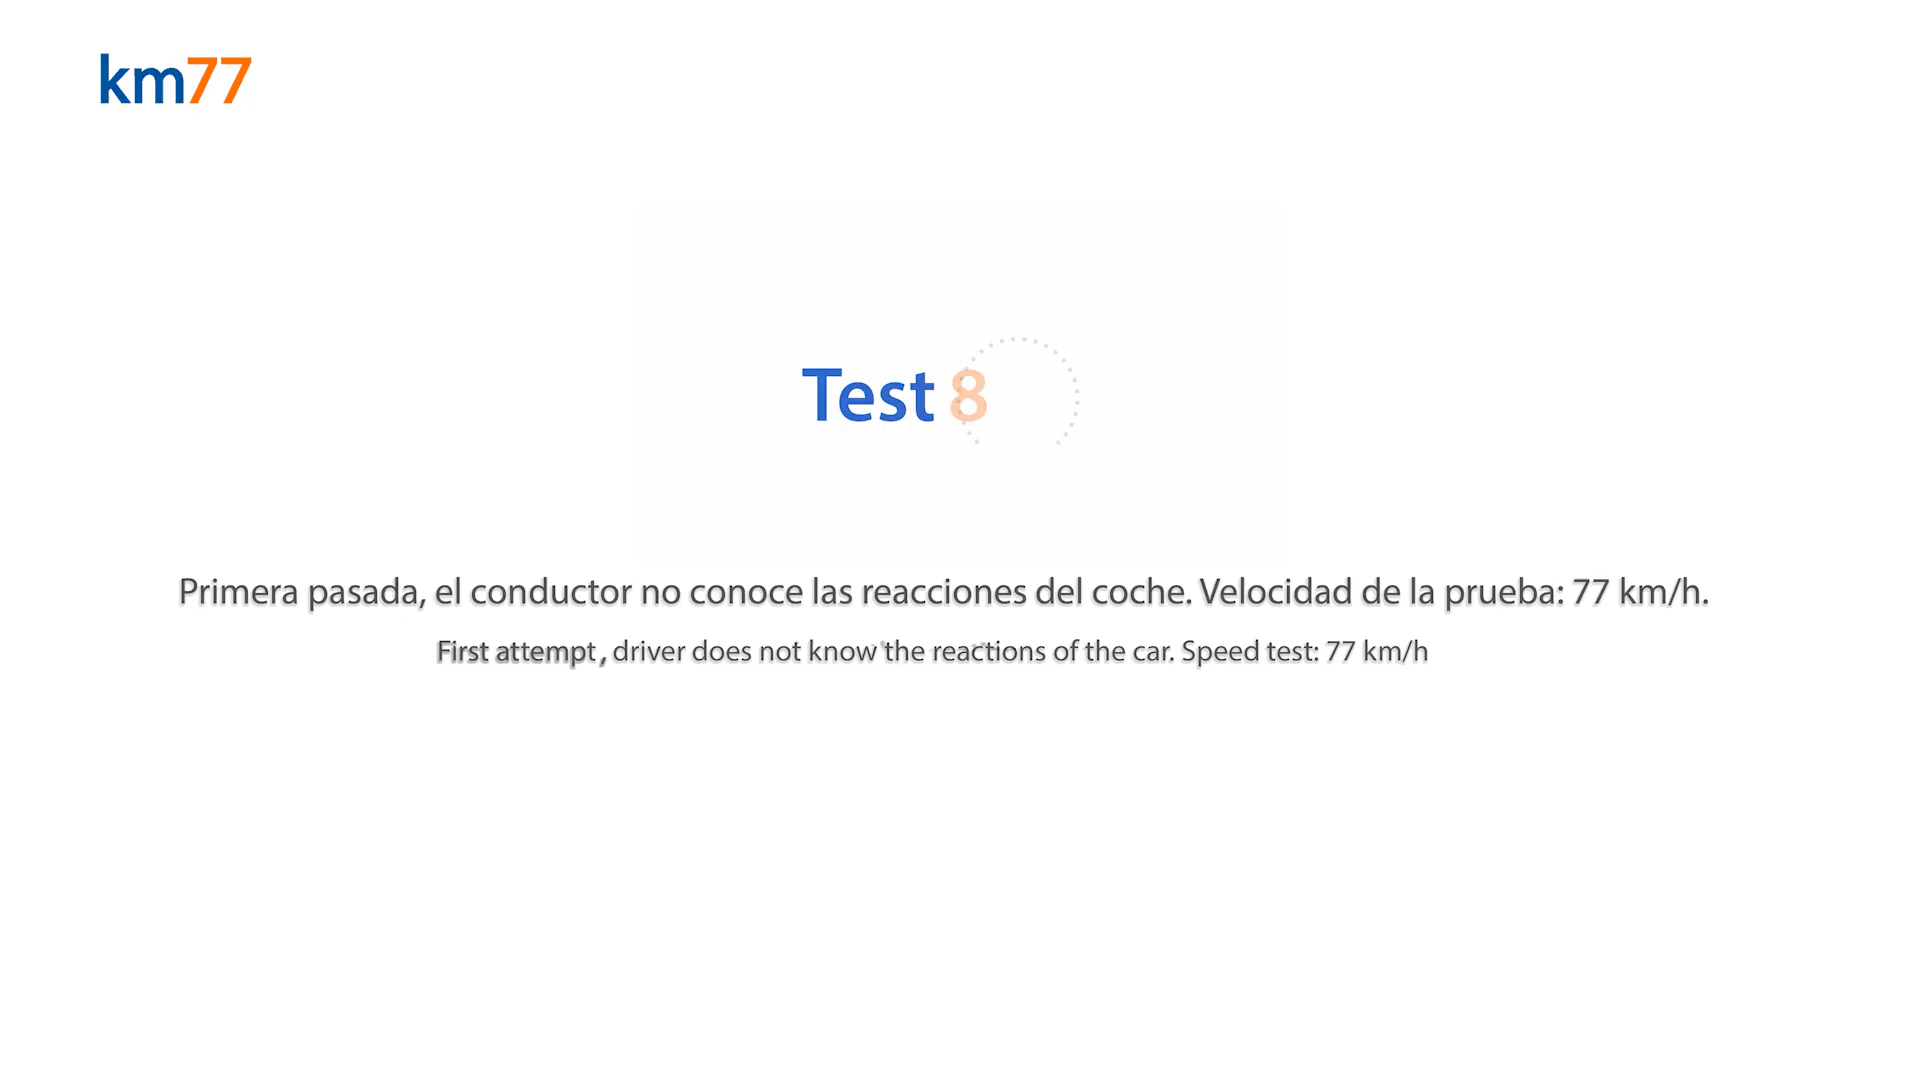 km77
Test 8
Primera pasada, el conductor no conoce las reacciones del coche. Velocidad de la prueba: 77 km/h.
First attempt, driver does not know the reactions of the car. Speed test: 77 km/h